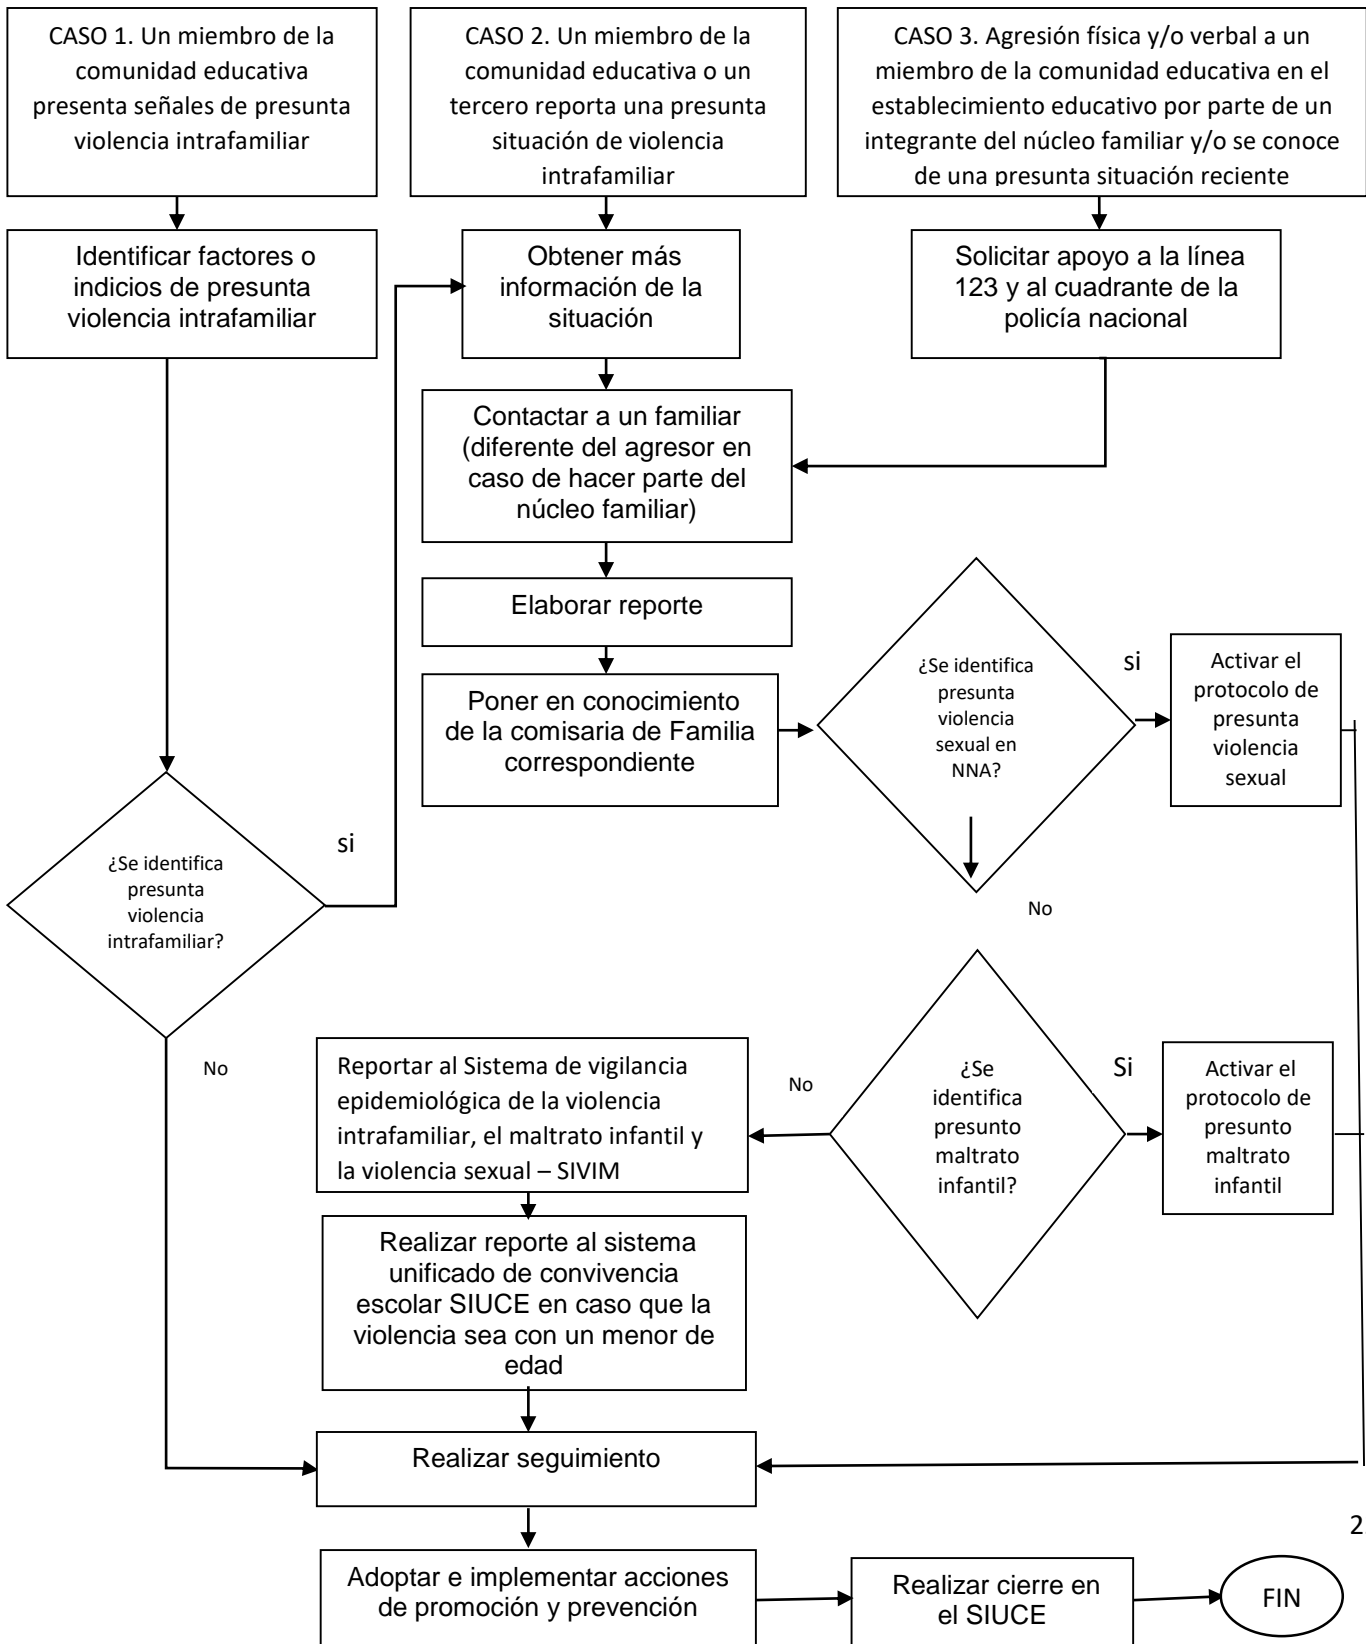 CASO 1. Un miembro de la
comunidad educativa
presenta señales de presunta
violencia intrafamiliar
CASO 2. Un miembro de la
comunidad educativa o un
tercero reporta una presunta
situación de violencia
intrafamiliar
CASO 3. Agresión física y/o verbal a un
miembro de la comunidad educativa en el
establecimiento educativo por parte de un
integrante del núcleo familiar y/o se conoce
de una presunta situación reciente
Identificar factores o
indicios de presunta
violencia intrafamiliar
Obtener más
información de la
situación
Solicitar apoyo a la línea
123 y al cuadrante de la
policía nacional
Contactar a un familiar
(diferente del agresor en
caso de hacer parte del
núcleo familiar)
Elaborar reporte
Poner en conocimiento
de la comisaria de Familia
correspondiente
¿Se identifica
presunta
violencia
sexual en
NNA?
si
Activar el
protocolo de
presunta
violencia
sexual
No
¿Se identifica
presunta
violencia
intrafamiliar?
si
No
Reportar al Sistema de vigilancia
epidemiológica de la violencia
intrafamiliar, el maltrato infantil y
la violencia sexual – SIVIM
No
¿Se
identifica
presunto
maltrato
infantil?
Si
Activar el
protocolo de
presunto
maltrato
infantil
Realizar reporte al sistema
unificado de convivencia
escolar SIUCE en caso que la
violencia sea con un menor de
edad
Realizar seguimiento
2
Adoptar e implementar acciones
de promoción y prevención
Realizar cierre en
el SIUCE
FIN